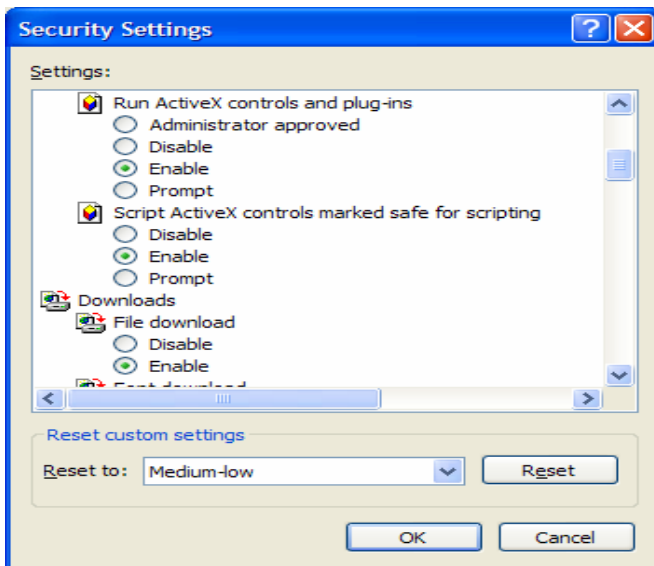 Security Settings
Settings:
Run ActiveX controls and plug-ins
Administrator approved
Disable
Enable
Prompt
Script ActiveX controls marked safe for scripting
Disable
Enable
Prompt
Downloads
File download
Disable
Enable
Font download
Reset custom settings
Reset to: Medium-low Reset
OK Cancel